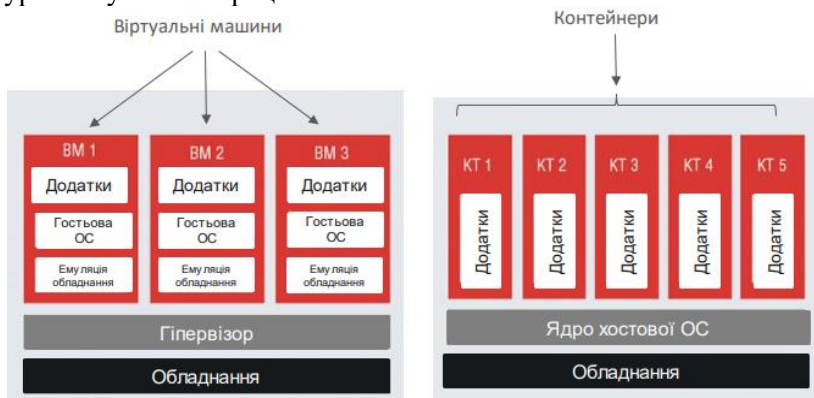 Віртуальні машини
ВМ 1
Додатки
Гостьова
ОС
Емуляція
обладнання
ВМ 2
Додатки
Гостьова
ОС
Емуляція
обладнання
ВМ 3
Додатки
Гостьова
ОС
Емуляція
обладнання
Гіпервізор
Обладнання
Контейнери
КТ 1
Додатки
КТ 2
Додатки
КТ 3
Додатки
КТ 4
Додатки
КТ 5
Додатки
Ядро хостової ОС
Обладнання